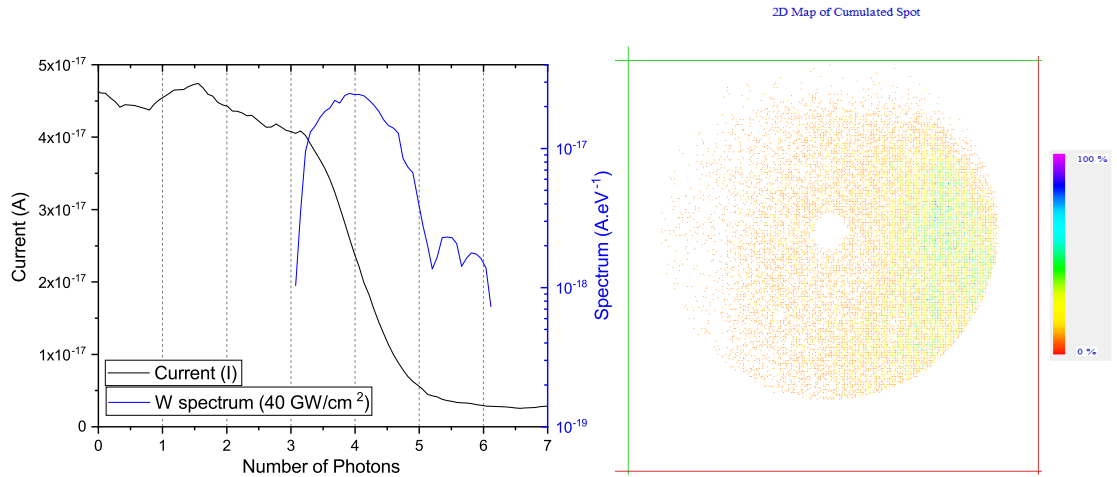 2D Map of Cumulated Spot
5x10⁻¹⁷
4x10⁻¹⁷
3x10⁻¹⁷
2x10⁻¹⁷
1x10⁻¹⁷
0
Current (A)
Current (I)
W spectrum (40 GW/cm²)
0 1 2 3 4 5 6 7
Number of Photons
10⁻¹⁷
10⁻¹⁸
10⁻¹⁹
Spectrum (A.eV⁻¹)
100 %
0 %